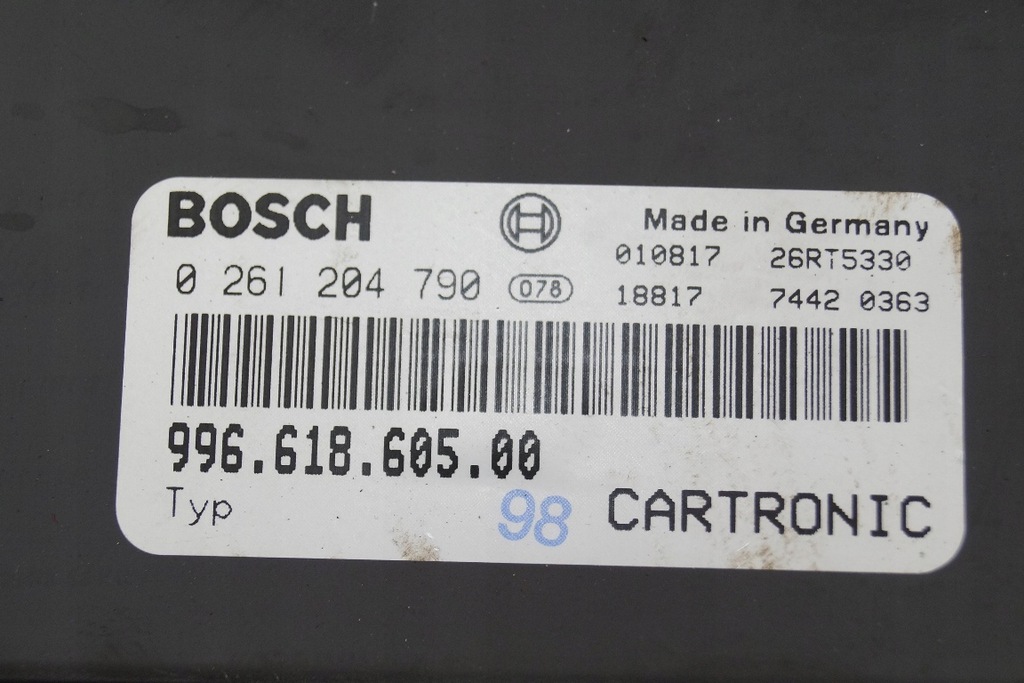 BOSCH
Made in Germany
010817 26RT5330
0 261 204 790 078
18817 7442 0363
996.618.605.00
Typ 98 CARTRONIC